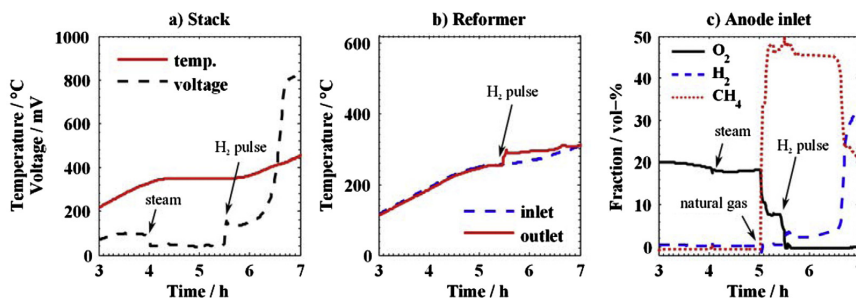 a) Stack
Temperature / °C
Voltage / mV
1000
800
600
400
200
0
temp.
voltage
H₂ pulse
steam
3 4 5 6 7
Time / h
b) Reformer
Temperature / °C
600
400
200
0
H₂ pulse
inlet
outlet
3 4 5 6 7
Time / h
c) Anode inlet
Fraction / vol−%
50
40
30
20
10
0
O₂
H₂
CH₄
steam
H₂ pulse
natural gas
3 4 5 6 7
Time / h